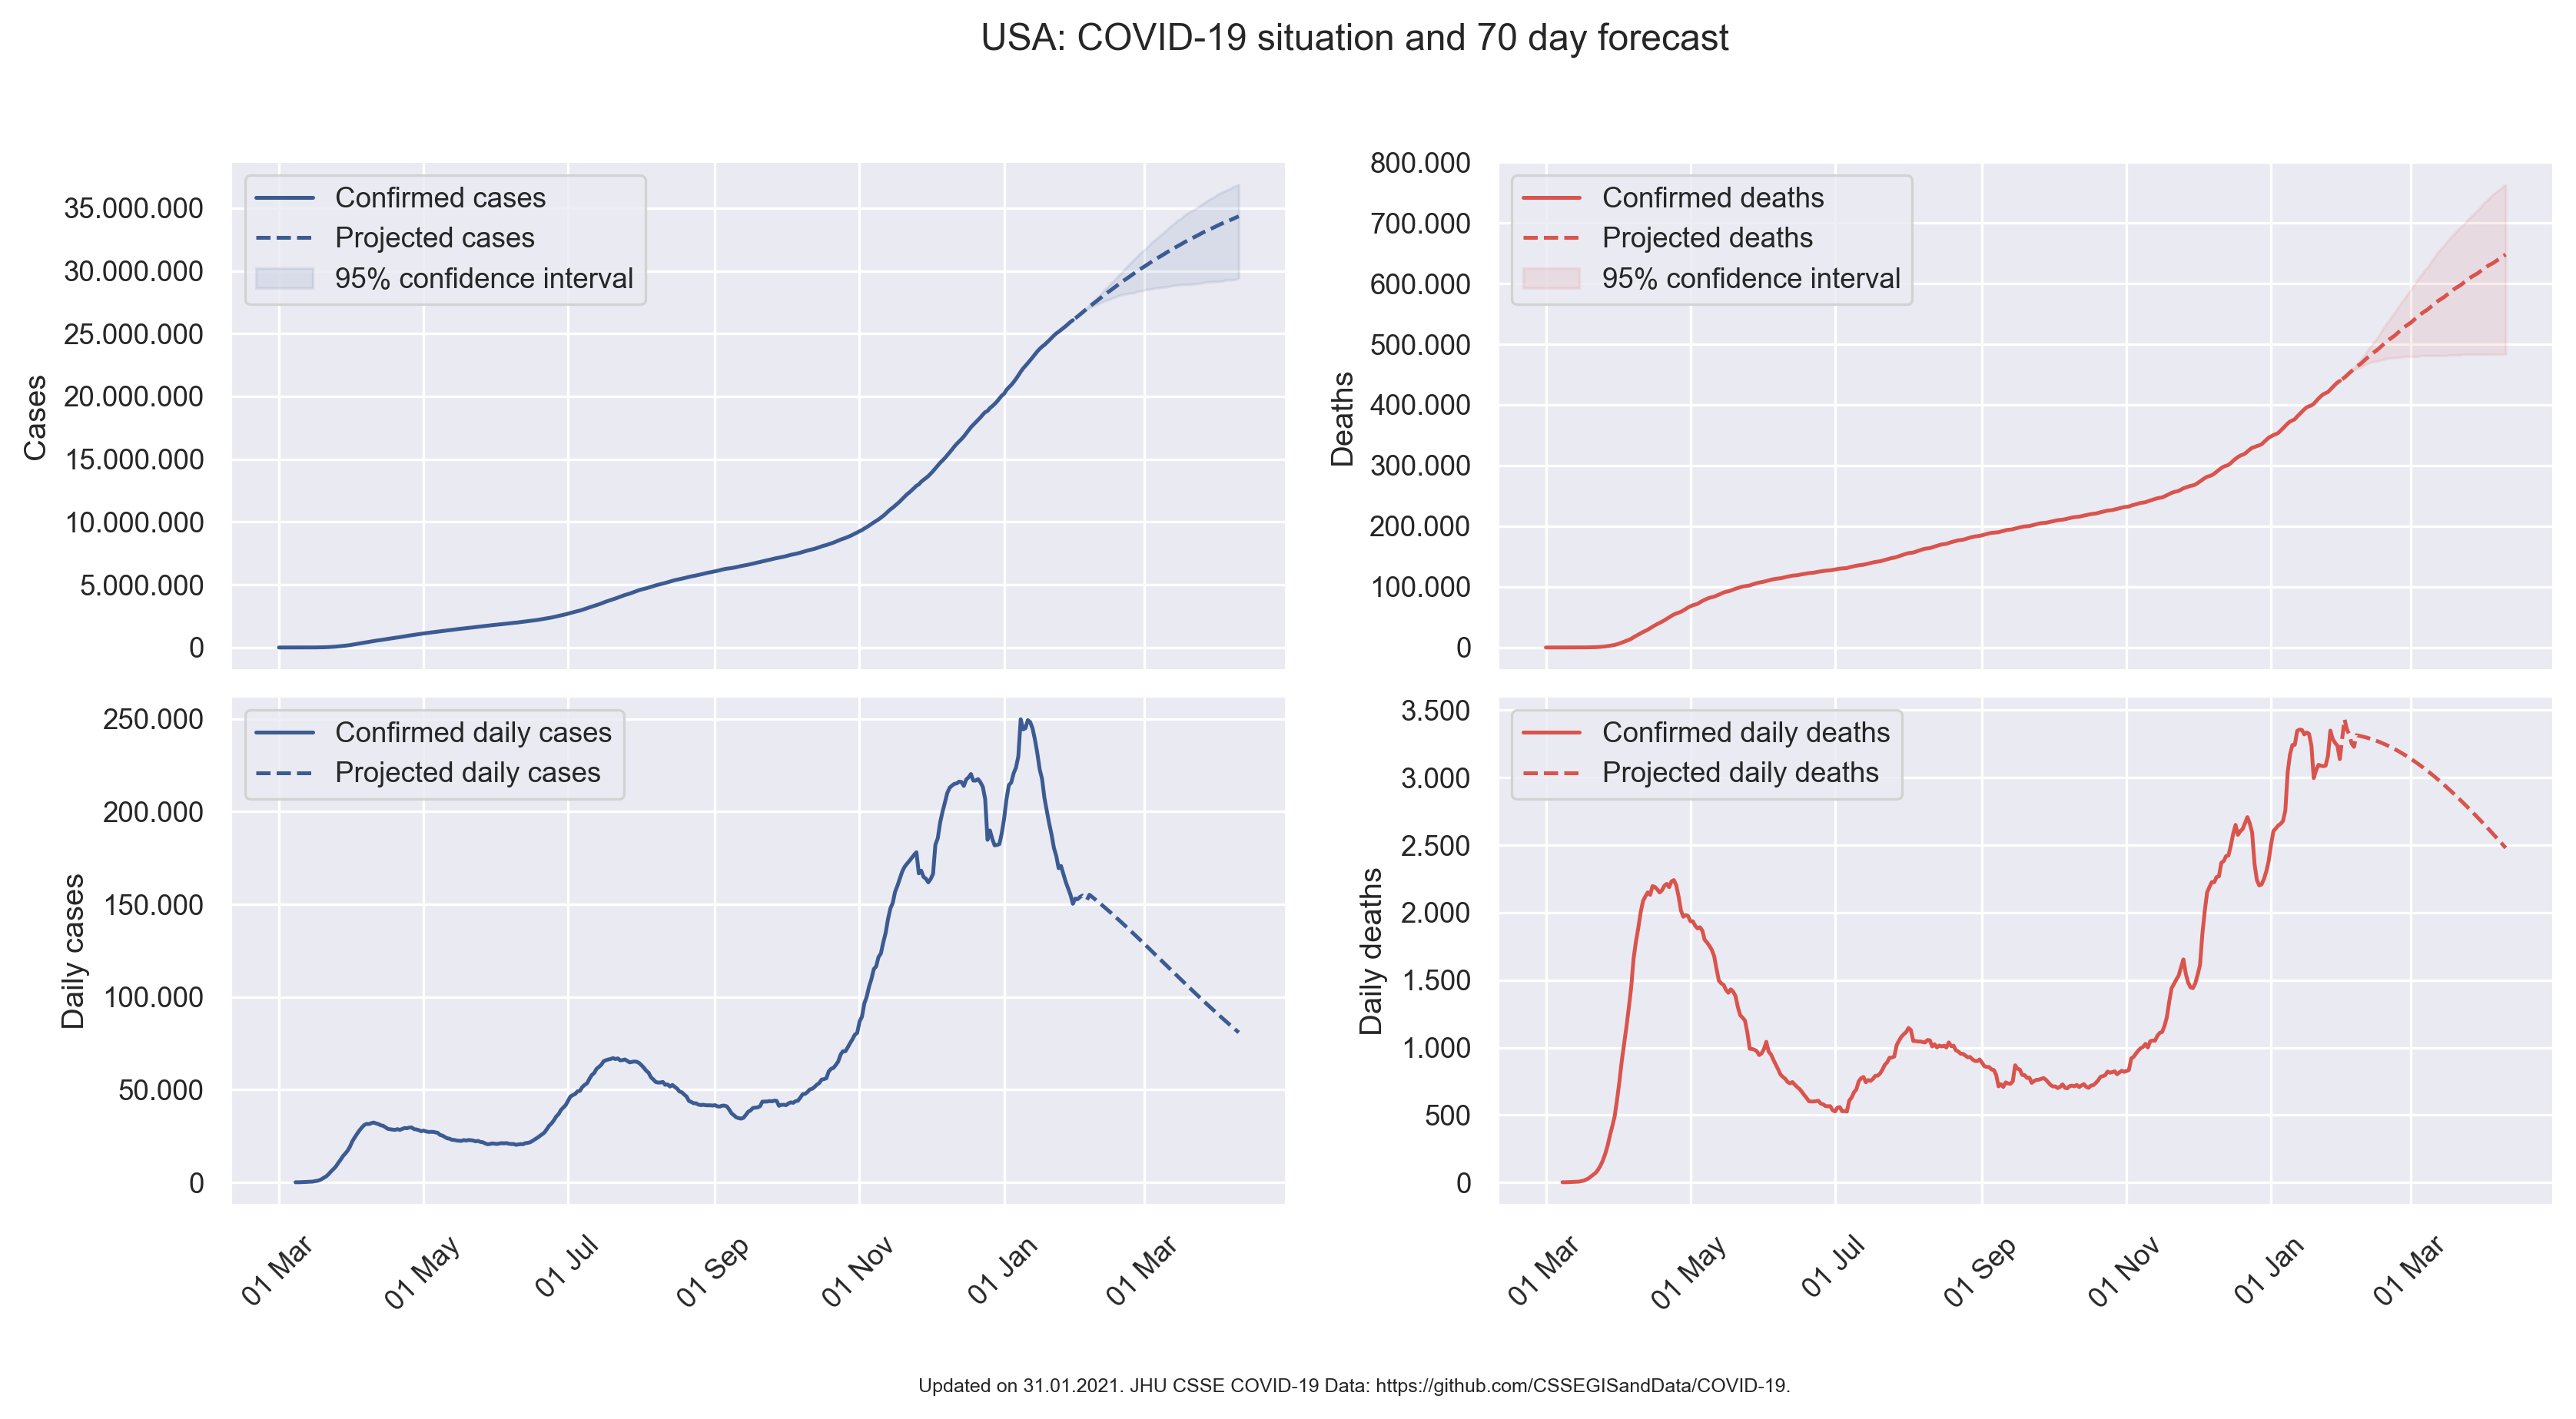 USA: COVID-19 situation and 70 day forecast
Cases
35.000.000
30.000.000
25.000.000
20.000.000
15.000.000
10.000.000
5.000.000
0
Confirmed cases
Projected cases
95% confidence interval
Deaths
800.000
700.000
600.000
500.000
400.000
300.000
200.000
100.000
0
Confirmed deaths
Projected deaths
95% confidence interval
Daily cases
250.000
200.000
150.000
100.000
50.000
0
Confirmed daily cases
Projected daily cases
01 Mar
01 May
01 Jul
01 Sep
01 Nov
01 Jan
01 Mar
Daily deaths
3.500
3.000
2.500
2.000
1.500
1.000
500
0
Confirmed daily deaths
Projected daily deaths
01 Mar
01 May
01 Jul
01 Sep
01 Nov
01 Jan
01 Mar
Updated on 31.01.2021. JHU CSSE COVID-19 Data: https://github.com/CSSEGISandData/COVID-19.